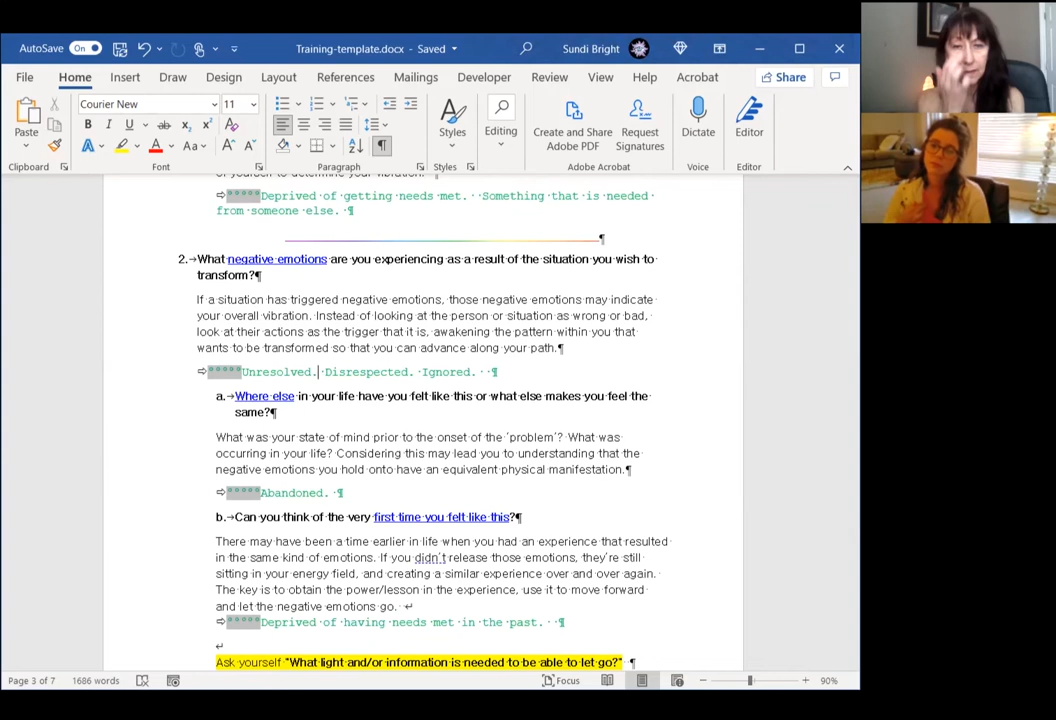 AutoSave On Training-template.docx - Saved Sundi Bright
File Home Insert Draw Design Layout References Mailings Developer Review View Help Acrobat Share
Courier New 11
Paste
B I U ab x₂ x²
A A Aa A A
Styles
Editing
Create and Share
Adobe PDF
Request
Signatures
Dictate
Editor
Clipboard Font Paragraph Styles Adobe Acrobat Voice Editor
Deprived of getting needs met. Something that is needed
from someone else. ¶
¶
2. What negative emotions are you experiencing as a result of the situation you wish to
transform?¶
If a situation has triggered negative emotions, those negative emotions may indicate
your overall vibration. Instead of looking at the person or situation as wrong or bad,
look at their actions as the trigger that it is, awakening the pattern within you that
wants to be transformed so that you can advance along your path.¶
Unresolved. Disrespected. Ignored. ¶
a. Where else in your life have you felt like this or what else makes you feel the
same?¶
What was your state of mind prior to the onset of the 'problem'? What was
occurring in your life? Considering this may lead you to understanding that the
negative emotions you hold onto have an equivalent physical manifestation.¶
Abandoned. ¶
b. Can you think of the very first time you felt like this?¶
There may have been a time earlier in life when you had an experience that resulted
in the same kind of emotions. If you didn't release those emotions, they're still
sitting in your energy field, and creating a similar experience over and over again.
The key is to obtain the power/lesson in the experience, use it to move forward
and let the negative emotions go.
Deprived of having needs met in the past. ¶
Ask yourself "What light and/or information is needed to be able to let go?" ¶
Page 3 of 7 1686 words Focus 90%